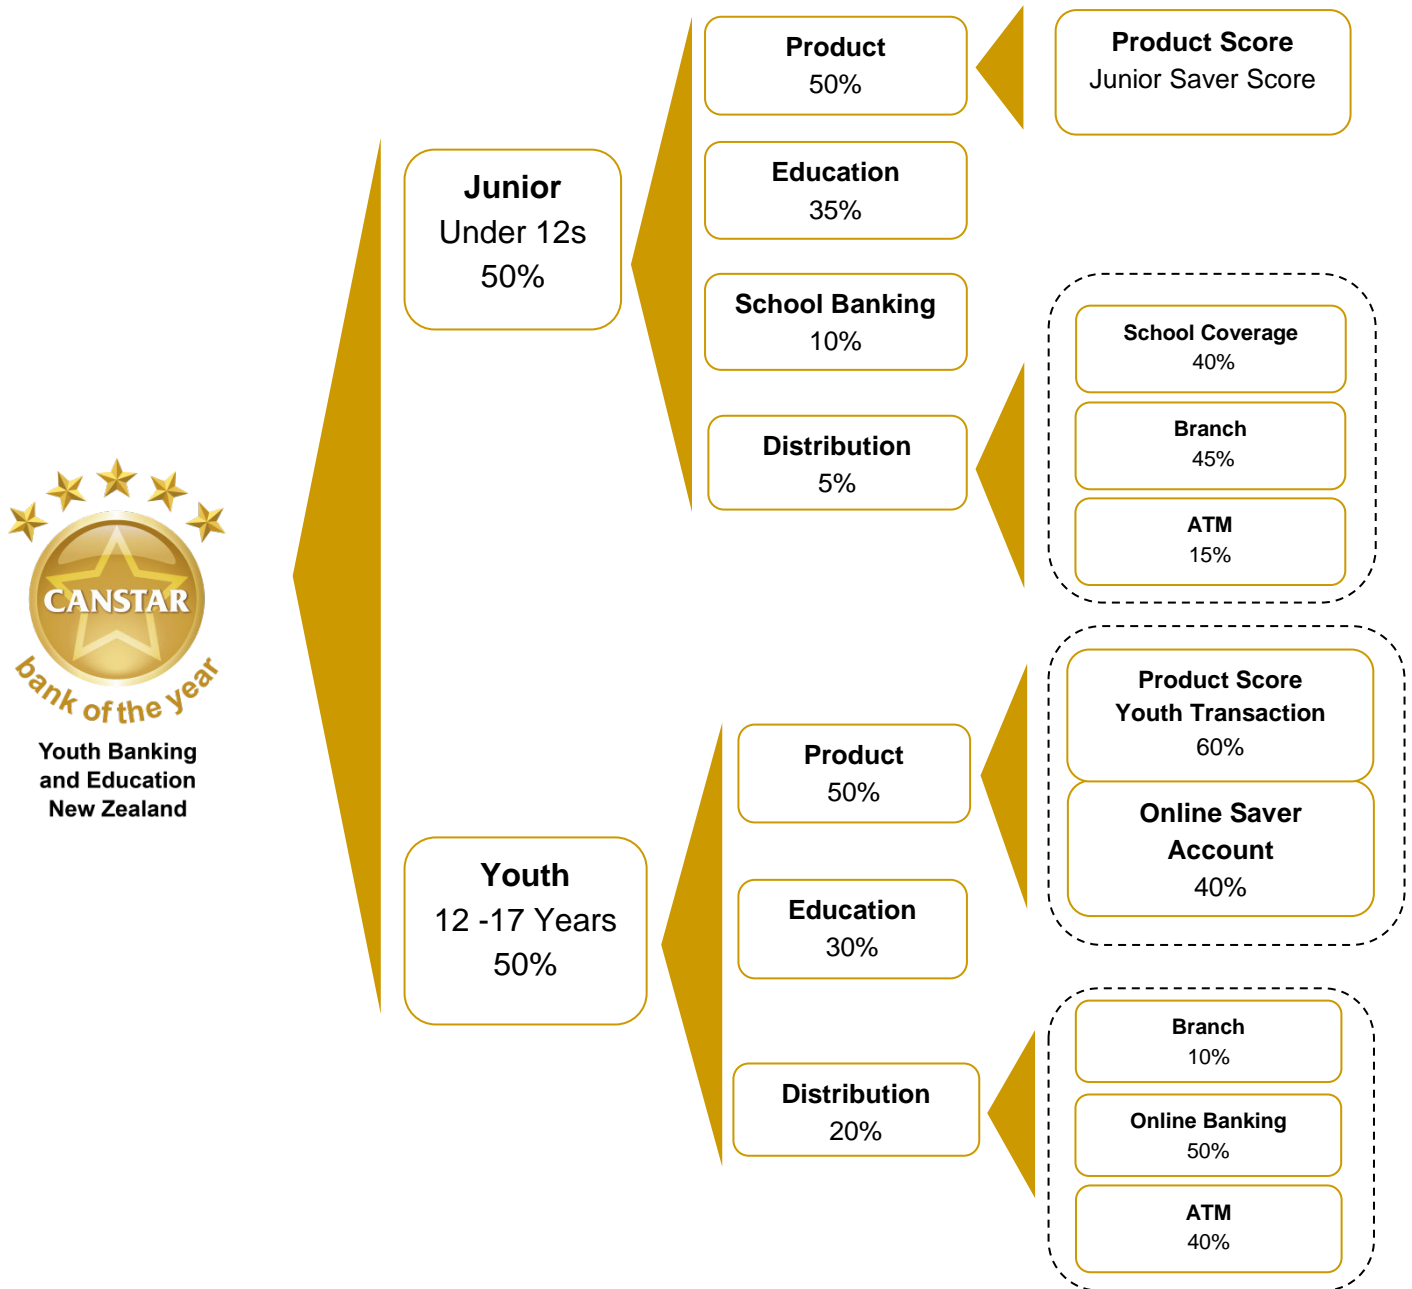 CANSTAR
bank of the year
Youth Banking
and Education
New Zealand
Junior
Under 12s
50%
Product
50%
Product Score
Junior Saver Score
Education
35%
School Banking
10%
Distribution
5%
School Coverage
40%
Branch
45%
ATM
15%
Youth
12 -17 Years
50%
Product
50%
Product Score
Youth Transaction
60%
Online Saver
Account
40%
Education
30%
Distribution
20%
Branch
10%
Online Banking
50%
ATM
40%